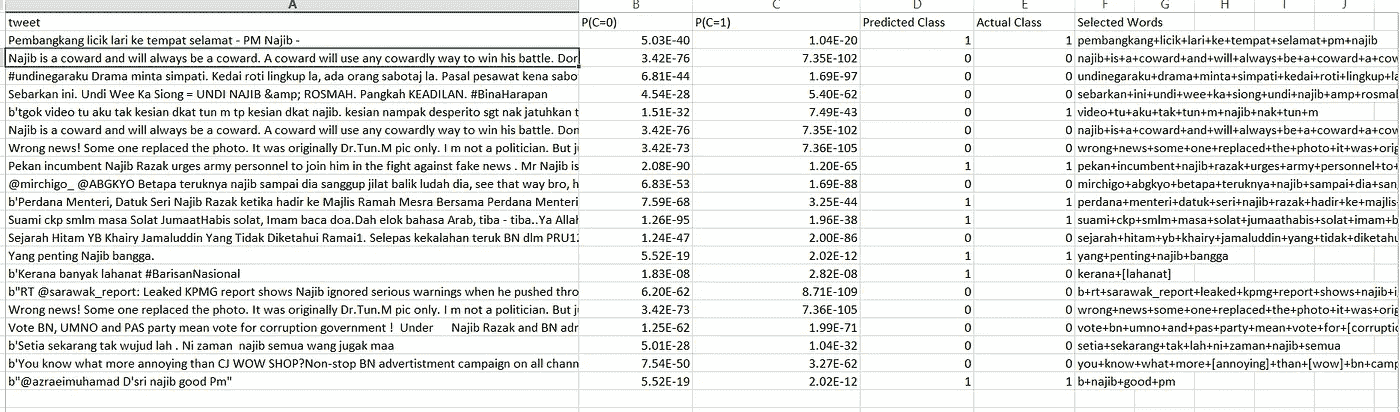 A B C D E F G H I J
tweet P(C=0) P(C=1) Predicted Class Actual Class Selected Words
Pembangkang licik lari ke tempat selamat - PM Najib - 5.03E-40 1.04E-20 1 1 pembangkang+licik+lari+ke+tempat+selamat+pm+najib
Najib is a coward and will always be a coward. A coward will use any cowardly way to win his battle. Don 3.42E-76 7.35E-102 0 0 najib+is+a+coward+and+will+always+be+a+coward+a+cow
#undinegaraku Drama minta simpati. Kedai roti lingkup la, ada orang sabotaj la. Pasal pesawat kena sabo 6.81E-44 1.69E-97 0 0 undinegaraku+drama+minta+simpati+kedai+roti+lingkup+la
Sebarkan ini. Undi Wee Ka Siong = UNDI NAJIB &amp; ROSMAH. Pangkah KEADILAN. #BinaHarapan 4.54E-28 5.40E-62 0 0 sebarkan+ini+undi+wee+ka+siong+undi+najib+amp+rosma
b'tgok video tu aku tak kesian dkat tun m tp kesian dkat najib. kesian nampak desperito sgt nak jatuhkan t 1.51E-32 7.49E-43 0 1 video+tu+aku+tak+tun+m+najib+nak+tun+m
Najib is a coward and will always be a coward. A coward will use any cowardly way to win his battle. Don 3.42E-76 7.35E-102 0 0 najib+is+a+coward+and+will+always+be+a+coward+a+cow
Wrong news! Some one replaced the photo. It was originally Dr.Tun.M pic only. I m not a politician. But j 3.42E-73 7.36E-105 0 0 wrong+news+some+one+replaced+the+photo+it+was+orig
Pekan incumbent Najib Razak urges army personnel to join him in the fight against fake news . Mr Najib is 2.08E-90 1.20E-65 1 1 pekan+incumbent+najib+razak+urges+army+personnel+to+
@mirchigo_ @ABGKYO Betapa teruknya najib sampai dia sanggup jilat balik ludah dia, see that way bro, h 6.83E-53 1.69E-88 0 0 mirchigo+abgkyo+betapa+teruknya+najib+sampai+dia+san
b'Perdana Menteri, Datuk Seri Najib Razak ketika hadir ke Majlis Ramah Mesra Bersama Perdana Menteri 7.59E-68 3.25E-44 1 1 perdana+menteri+datuk+seri+najib+razak+hadir+ke+majlis
Suami ckp smlm masa Solat JumaatHabis solat, Imam baca doa.Dah elok bahasa Arab, tiba - tiba..Ya Allah 1.26E-95 1.96E-38 1 0 suami+ckp+smlm+masa+solat+jumaathabis+solat+imam+b
Sejarah Hitam YB Khairy Jamaluddin Yang Tidak Diketahui Ramai1. Selepas kekalahan teruk BN dlm PRU12 1.24E-47 2.00E-86 0 0 sejarah+hitam+yb+khairy+jamaluddin+yang+tidak+diketahu
Yang penting Najib bangga. 5.52E-19 2.02E-12 1 1 yang+penting+najib+bangga
b'Kerana banyak lahanat #BarisanNasional 1.83E-08 2.82E-08 1 0 kerana+[lahanat]
b"RT @sarawak_report: Leaked KPMG report shows Najib ignored serious warnings when he pushed thro 6.20E-62 8.71E-109 0 0 b+rt+sarawak_report+leaked+kpmg+report+shows+najib+i
Wrong news! Some one replaced the photo. It was originally Dr.Tun.M pic only. I m not a politician. But j 3.42E-73 7.36E-105 0 0 wrong+news+some+one+replaced+the+photo+it+was+orig
Vote BN, UMNO and PAS party mean vote for corruption government ! Under Najib Razak and BN adr 1.25E-62 1.99E-71 0 0 vote+bn+umno+and+pas+party+mean+vote+for+[corruptio
b'Setia sekarang tak wujud lah . Ni zaman najib semua wang jugak maa 5.01E-28 1.04E-32 0 0 setia+sekarang+tak+lah+ni+zaman+najib+semua
b'You know what more annoying than CJ WOW SHOP?Non-stop BN advertistment campaign on all chann 7.54E-50 3.27E-62 0 0 you+know+what+more+[annoying]+than+[wow]+bn+camp
b"@azraeimuhamad D'sri najib good Pm" 5.52E-19 2.02E-12 1 1 b+najib+good+pm